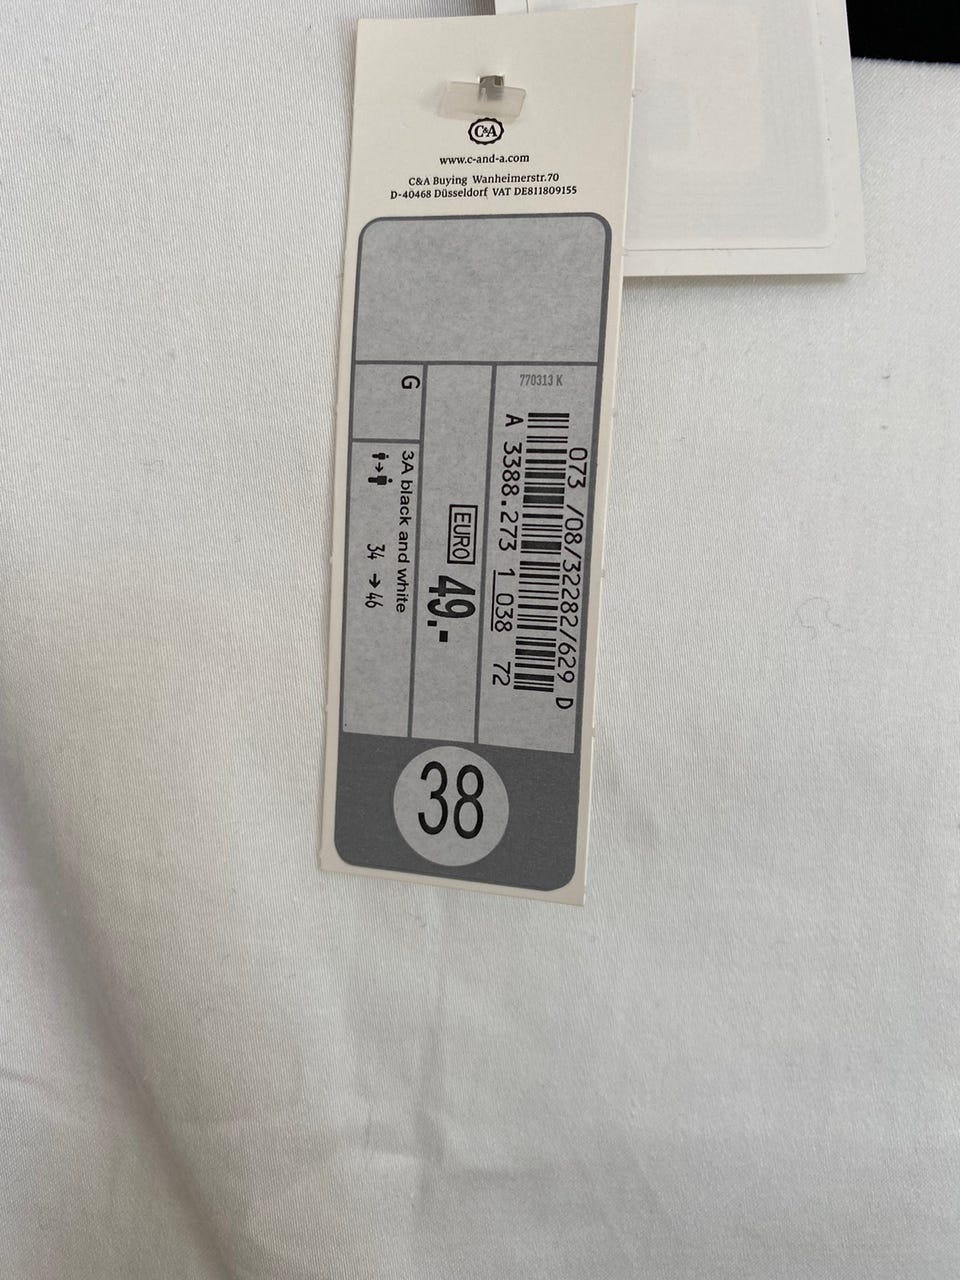 C&A
www.c-and-a.com
C&A Buying Wanheimerstr.70
D-40468 Düsseldorf VAT DE811809155
770313 K
073 /08/32282/629 D
A 3388.273 1 038 72
EURO 49.-
G
3A black and white
34 → 46
38